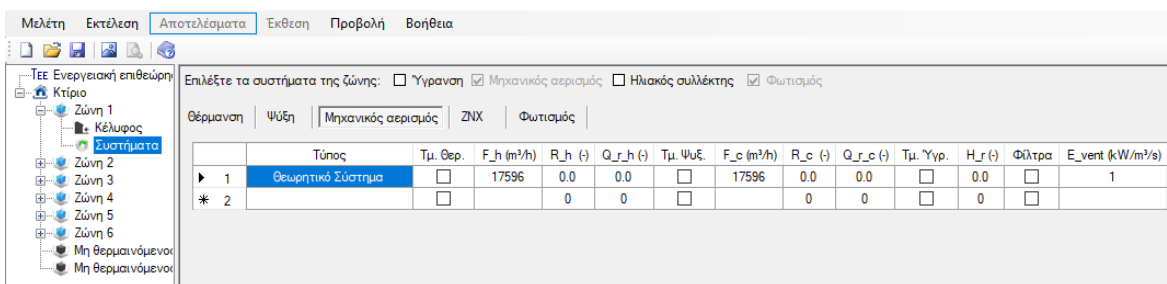 Μελέτη Εκτέλεση Αποτελέσματα Έκθεση Προβολή Βοήθεια
ΤΕΕ Ενεργειακή επιθεώρη
Κτίριο
Ζώνη 1
Κέλυφος
Συστήματα
Ζώνη 2
Ζώνη 3
Ζώνη 4
Ζώνη 5
Ζώνη 6
Μη θερμαινόμενο
Μη θερμαινόμενο
Επιλέξτε τα συστήματα της ζώνης: Ύγρανση Μηχανικός αερισμός Ηλιακός συλλέκτης Φωτισμός
Θέρμανση Ψύξη Μηχανικός αερισμός ΖΝΧ Φωτισμός
Τύπος Τμ. Θερ. F_h (m³/h) R_h (-) Q_r_h (-) Τμ. Ψυξ. F_c (m³/h) R_c (-) Q_r_c (-) Τμ. Ύγρ. H_r (-) Φίλτρα E_vent (kW/m³/s)
1 Θεωρητικό Σύστημα 17596 0.0 0.0 17596 0.0 0.0 0.0 1
* 2 0 0 0 0 0